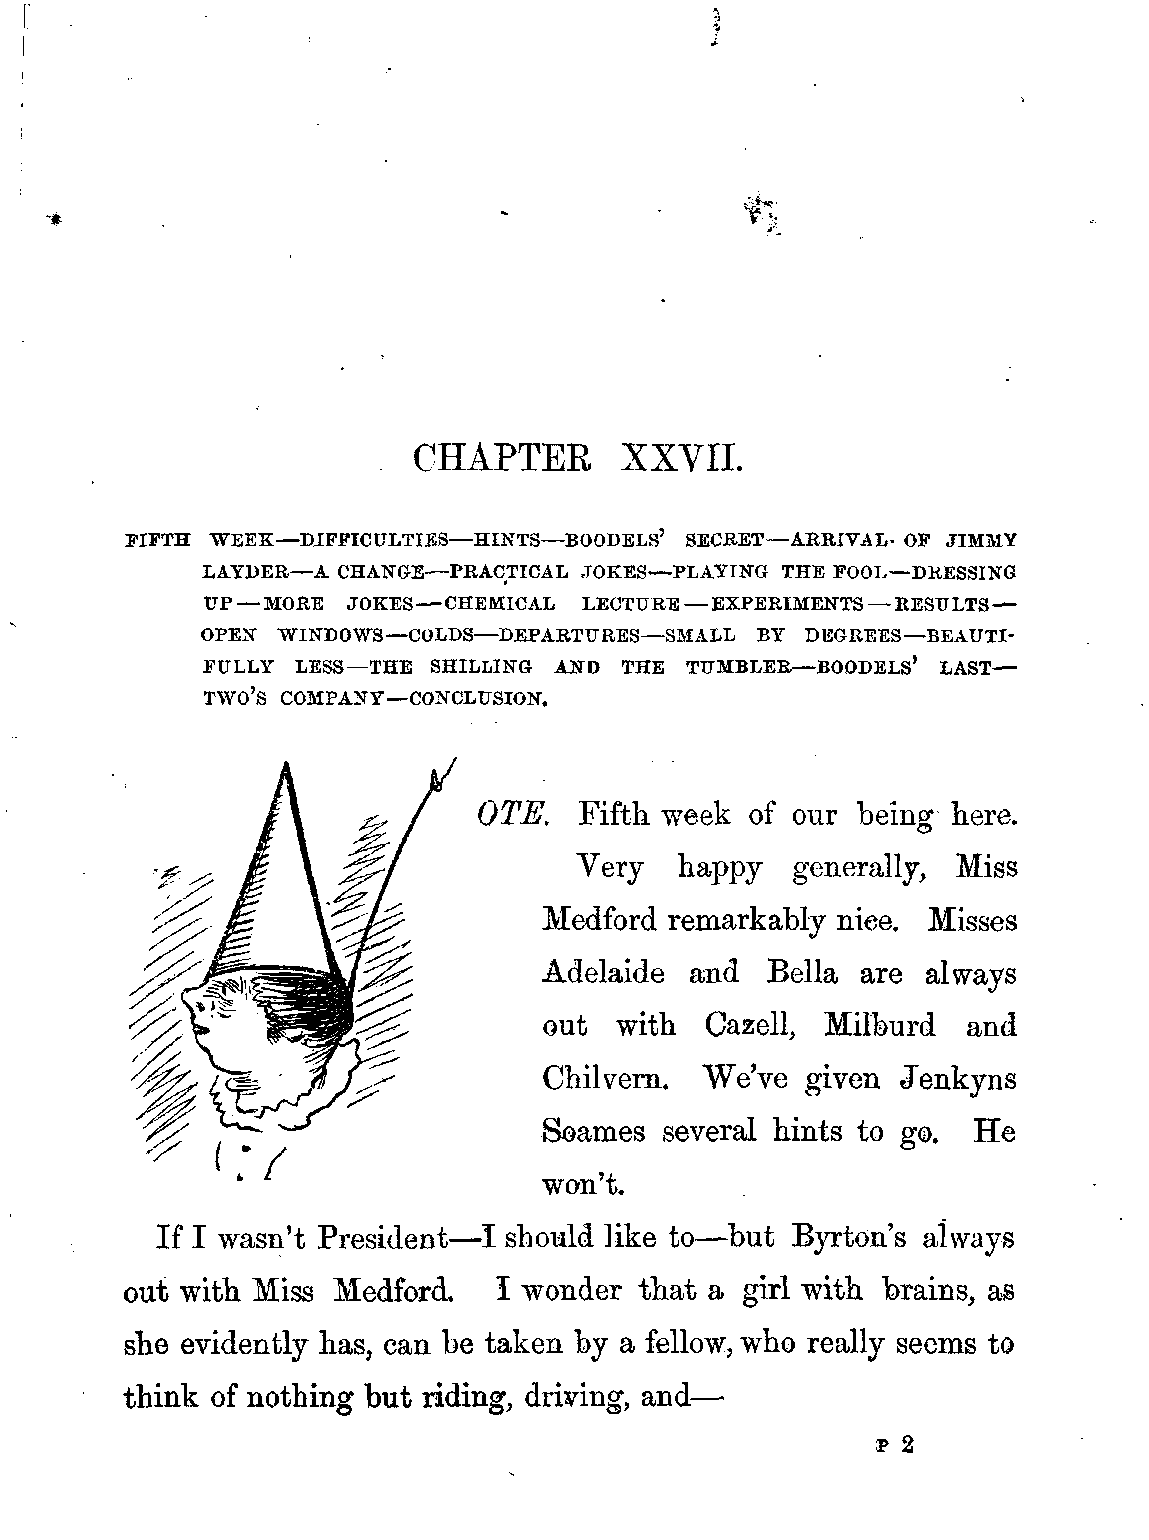 CHAPTER XXVII.
FIFTH WEEK—DIFFICULTIES—HINTS—BOODELS' SECRET—ARRIVAL OF JIMMY
LAYDER—A CHANGE—PRACTICAL JOKES—PLAYING THE FOOL—DRESSING
UP—MORE JOKES—CHEMICAL LECTURE—EXPERIMENTS—RESULTS—
OPEN WINDOWS—COLDS—DEPARTURES—SMALL BY DEGREES—BEAUTI-
FULLY LESS—THE SHILLING AND THE TUMBLER—BOODELS' LAST—
TWO'S COMPANY—CONCLUSION.
OTE. Fifth week of our being here.
Very happy generally, Miss
Medford remarkably nice. Misses
Adelaide and Bella are always
out with Cazell, Milburd and
Chilvern. We've given Jenkyns
Soames several hints to go. He
won't.
If I wasn't President—I should like to—but Byrton's always
out with Miss Medford. I wonder that a girl with brains, as
she evidently has, can be taken by a fellow, who really seems to
think of nothing but riding, driving, and—
P 2